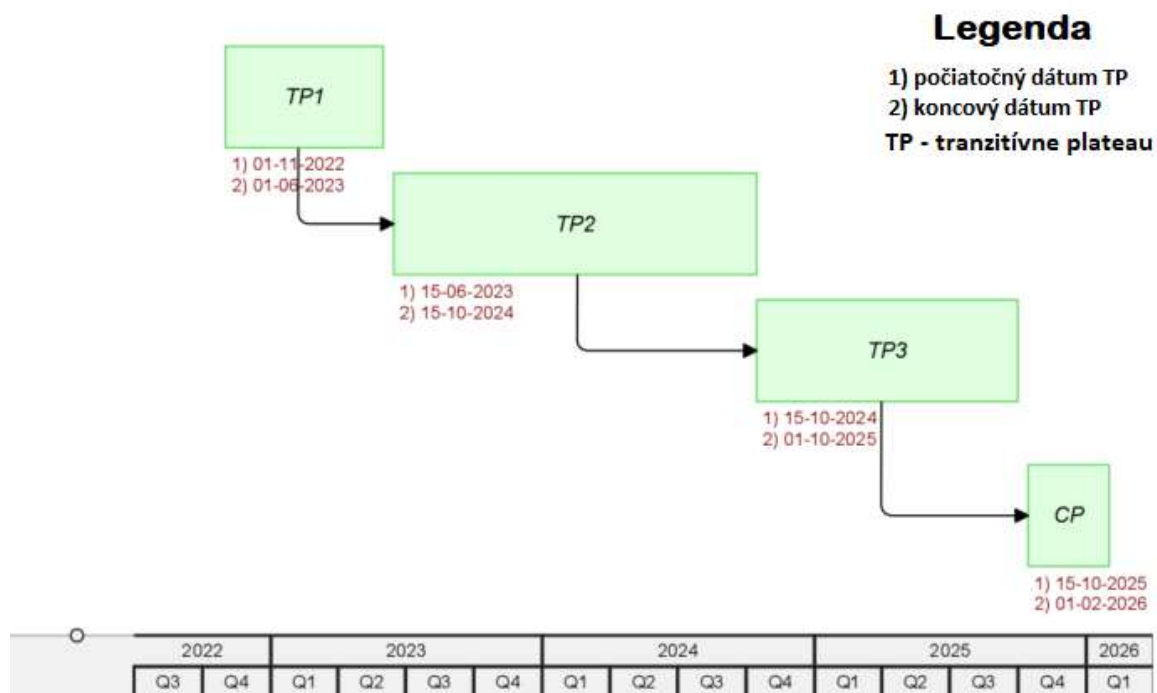 Legenda
1) počiatočný dátum TP
2) koncový dátum TP
TP - tranzitívne plateau
TP1
1) 01-11-2022
2) 01-06-2023
TP2
1) 15-06-2023
2) 15-10-2024
TP3
1) 15-10-2024
2) 01-10-2025
CP
1) 15-10-2025
2) 01-02-2026
2022 2023 2024 2025 2026
Q3 Q4 Q1 Q2 Q3 Q4 Q1 Q2 Q3 Q4 Q1 Q2 Q3 Q4 Q1